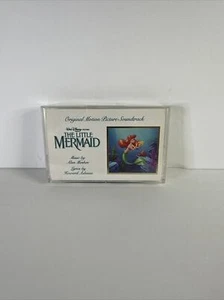 Original Motion Picture Soundtrack
Walt Disney
THE LITTLE
MERMAID
Music by
Alan Menken
Lyrics by
Howard Ashman